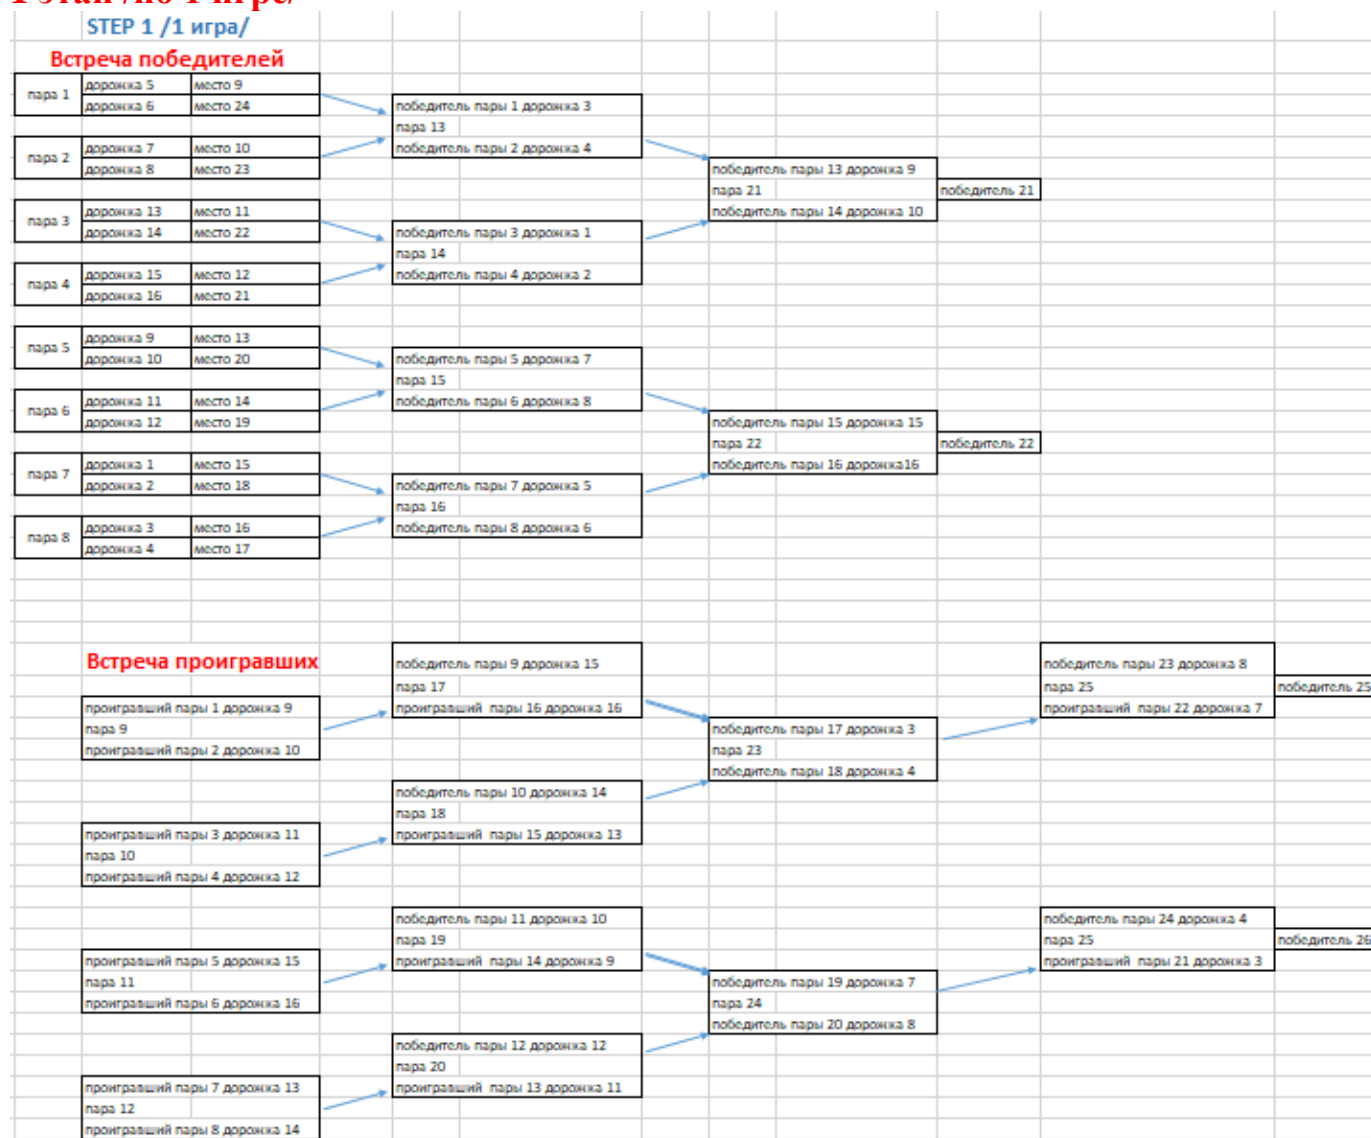 1 этап /по 1 игре/
STEP 1 /1 игра/
Встреча победителей
пара 1
дорожка 5 место 9
дорожка 6 место 24
пара 2
дорожка 7 место 10
дорожка 8 место 23
пара 3
дорожка 13 место 11
дорожка 14 место 22
пара 4
дорожка 15 место 12
дорожка 16 место 21
пара 5
дорожка 9 место 13
дорожка 10 место 20
пара 6
дорожка 11 место 14
дорожка 12 место 19
пара 7
дорожка 1 место 15
дорожка 2 место 18
пара 8
дорожка 3 место 16
дорожка 4 место 17
победитель пары 1 дорожка 3
пара 13
победитель пары 2 дорожка 4
победитель пары 3 дорожка 1
пара 14
победитель пары 4 дорожка 2
победитель пары 5 дорожка 7
пара 15
победитель пары 6 дорожка 8
победитель пары 7 дорожка 5
пара 16
победитель пары 8 дорожка 6
победитель пары 13 дорожка 9
пара 21
победитель пары 14 дорожка 10
победитель 21
победитель пары 15 дорожка 15
пара 22
победитель пары 16 дорожка16
победитель 22
Встреча проигравших
проигравший пары 1 дорожка 9
пара 9
проигравший пары 2 дорожка 10
проигравший пары 3 дорожка 11
пара 10
проигравший пары 4 дорожка 12
проигравший пары 5 дорожка 15
пара 11
проигравший пары 6 дорожка 16
проигравший пары 7 дорожка 13
пара 12
проигравший пары 8 дорожка 14
победитель пары 9 дорожка 15
пара 17
проигравший пары 16 дорожка 16
победитель пары 10 дорожка 14
пара 18
проигравший пары 15 дорожка 13
победитель пары 11 дорожка 10
пара 19
проигравший пары 14 дорожка 9
победитель пары 12 дорожка 12
пара 20
проигравший пары 13 дорожка 11
победитель пары 17 дорожка 3
пара 23
победитель пары 18 дорожка 4
победитель пары 19 дорожка 7
пара 24
победитель пары 20 дорожка 8
победитель пары 23 дорожка 8
пара 25
проигравший пары 22 дорожка 7
победитель 25
победитель пары 24 дорожка 4
пара 25
проигравший пары 21 дорожка 3
победитель 26